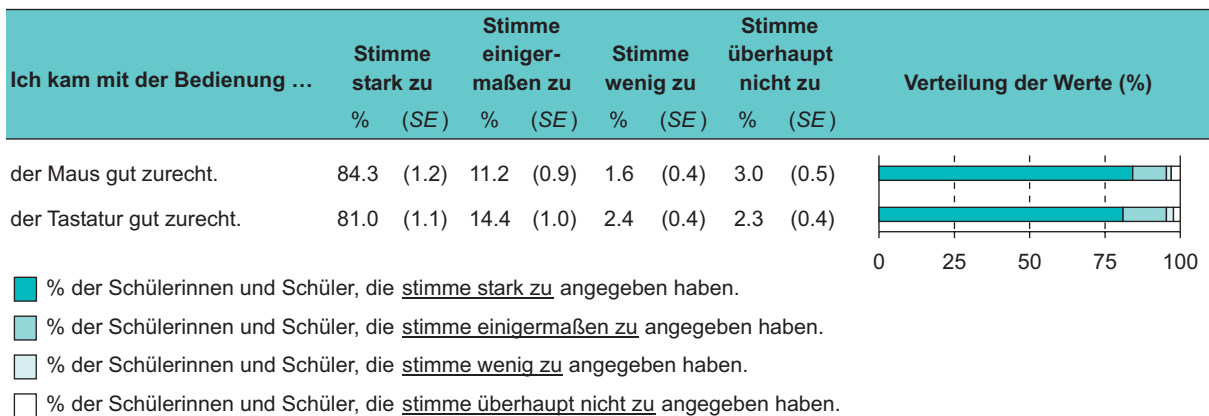 Ich kam mit der Bedienung …
Stimme stark zu
Stimme einiger-maßen zu
Stimme wenig zu
Stimme überhaupt nicht zu
Verteilung der Werte (%)
% (SE) % (SE) % (SE) % (SE)
der Maus gut zurecht. 84.3 (1.2) 11.2 (0.9) 1.6 (0.4) 3.0 (0.5)
der Tastatur gut zurecht. 81.0 (1.1) 14.4 (1.0) 2.4 (0.4) 2.3 (0.4)
0 25 50 75 100
% der Schülerinnen und Schüler, die stimme stark zu angegeben haben.
% der Schülerinnen und Schüler, die stimme einigermaßen zu angegeben haben.
% der Schülerinnen und Schüler, die stimme wenig zu angegeben haben.
% der Schülerinnen und Schüler, die stimme überhaupt nicht zu angegeben haben.